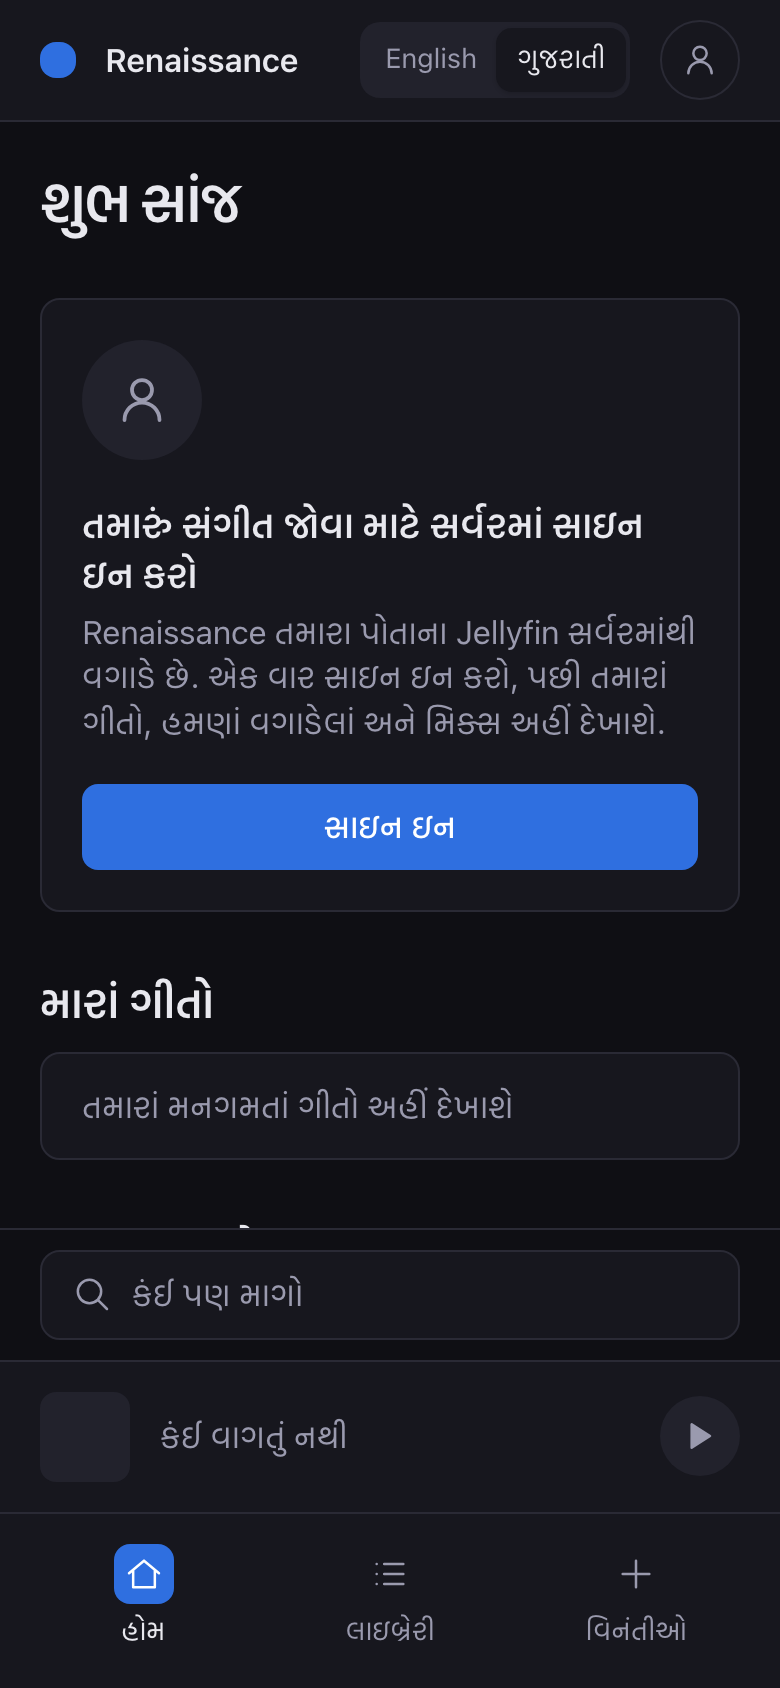 Renaissance
English
ગુજરાતી
શુભ સાંજ
તમારું સંગીત જોવા માટે સર્વરમાં સાઇન
ઇન કરો
Renaissance તમારા પોતાના Jellyfin સર્વરમાંથી
વગાડે છે. એક વાર સાઇન ઇન કરો, પછી તમારાં
ગીતો, હમણાં વગાડેલાં અને મિક્સ અહીં દેખાશે.
સાઇન ઇન
મારાં ગીતો
તમારાં મનગમતાં ગીતો અહીં દેખાશે
કંઈ પણ માગો
કંઈ વાગતું નથી
હોમ
લાઇબ્રેરી
વિનંતીઓ